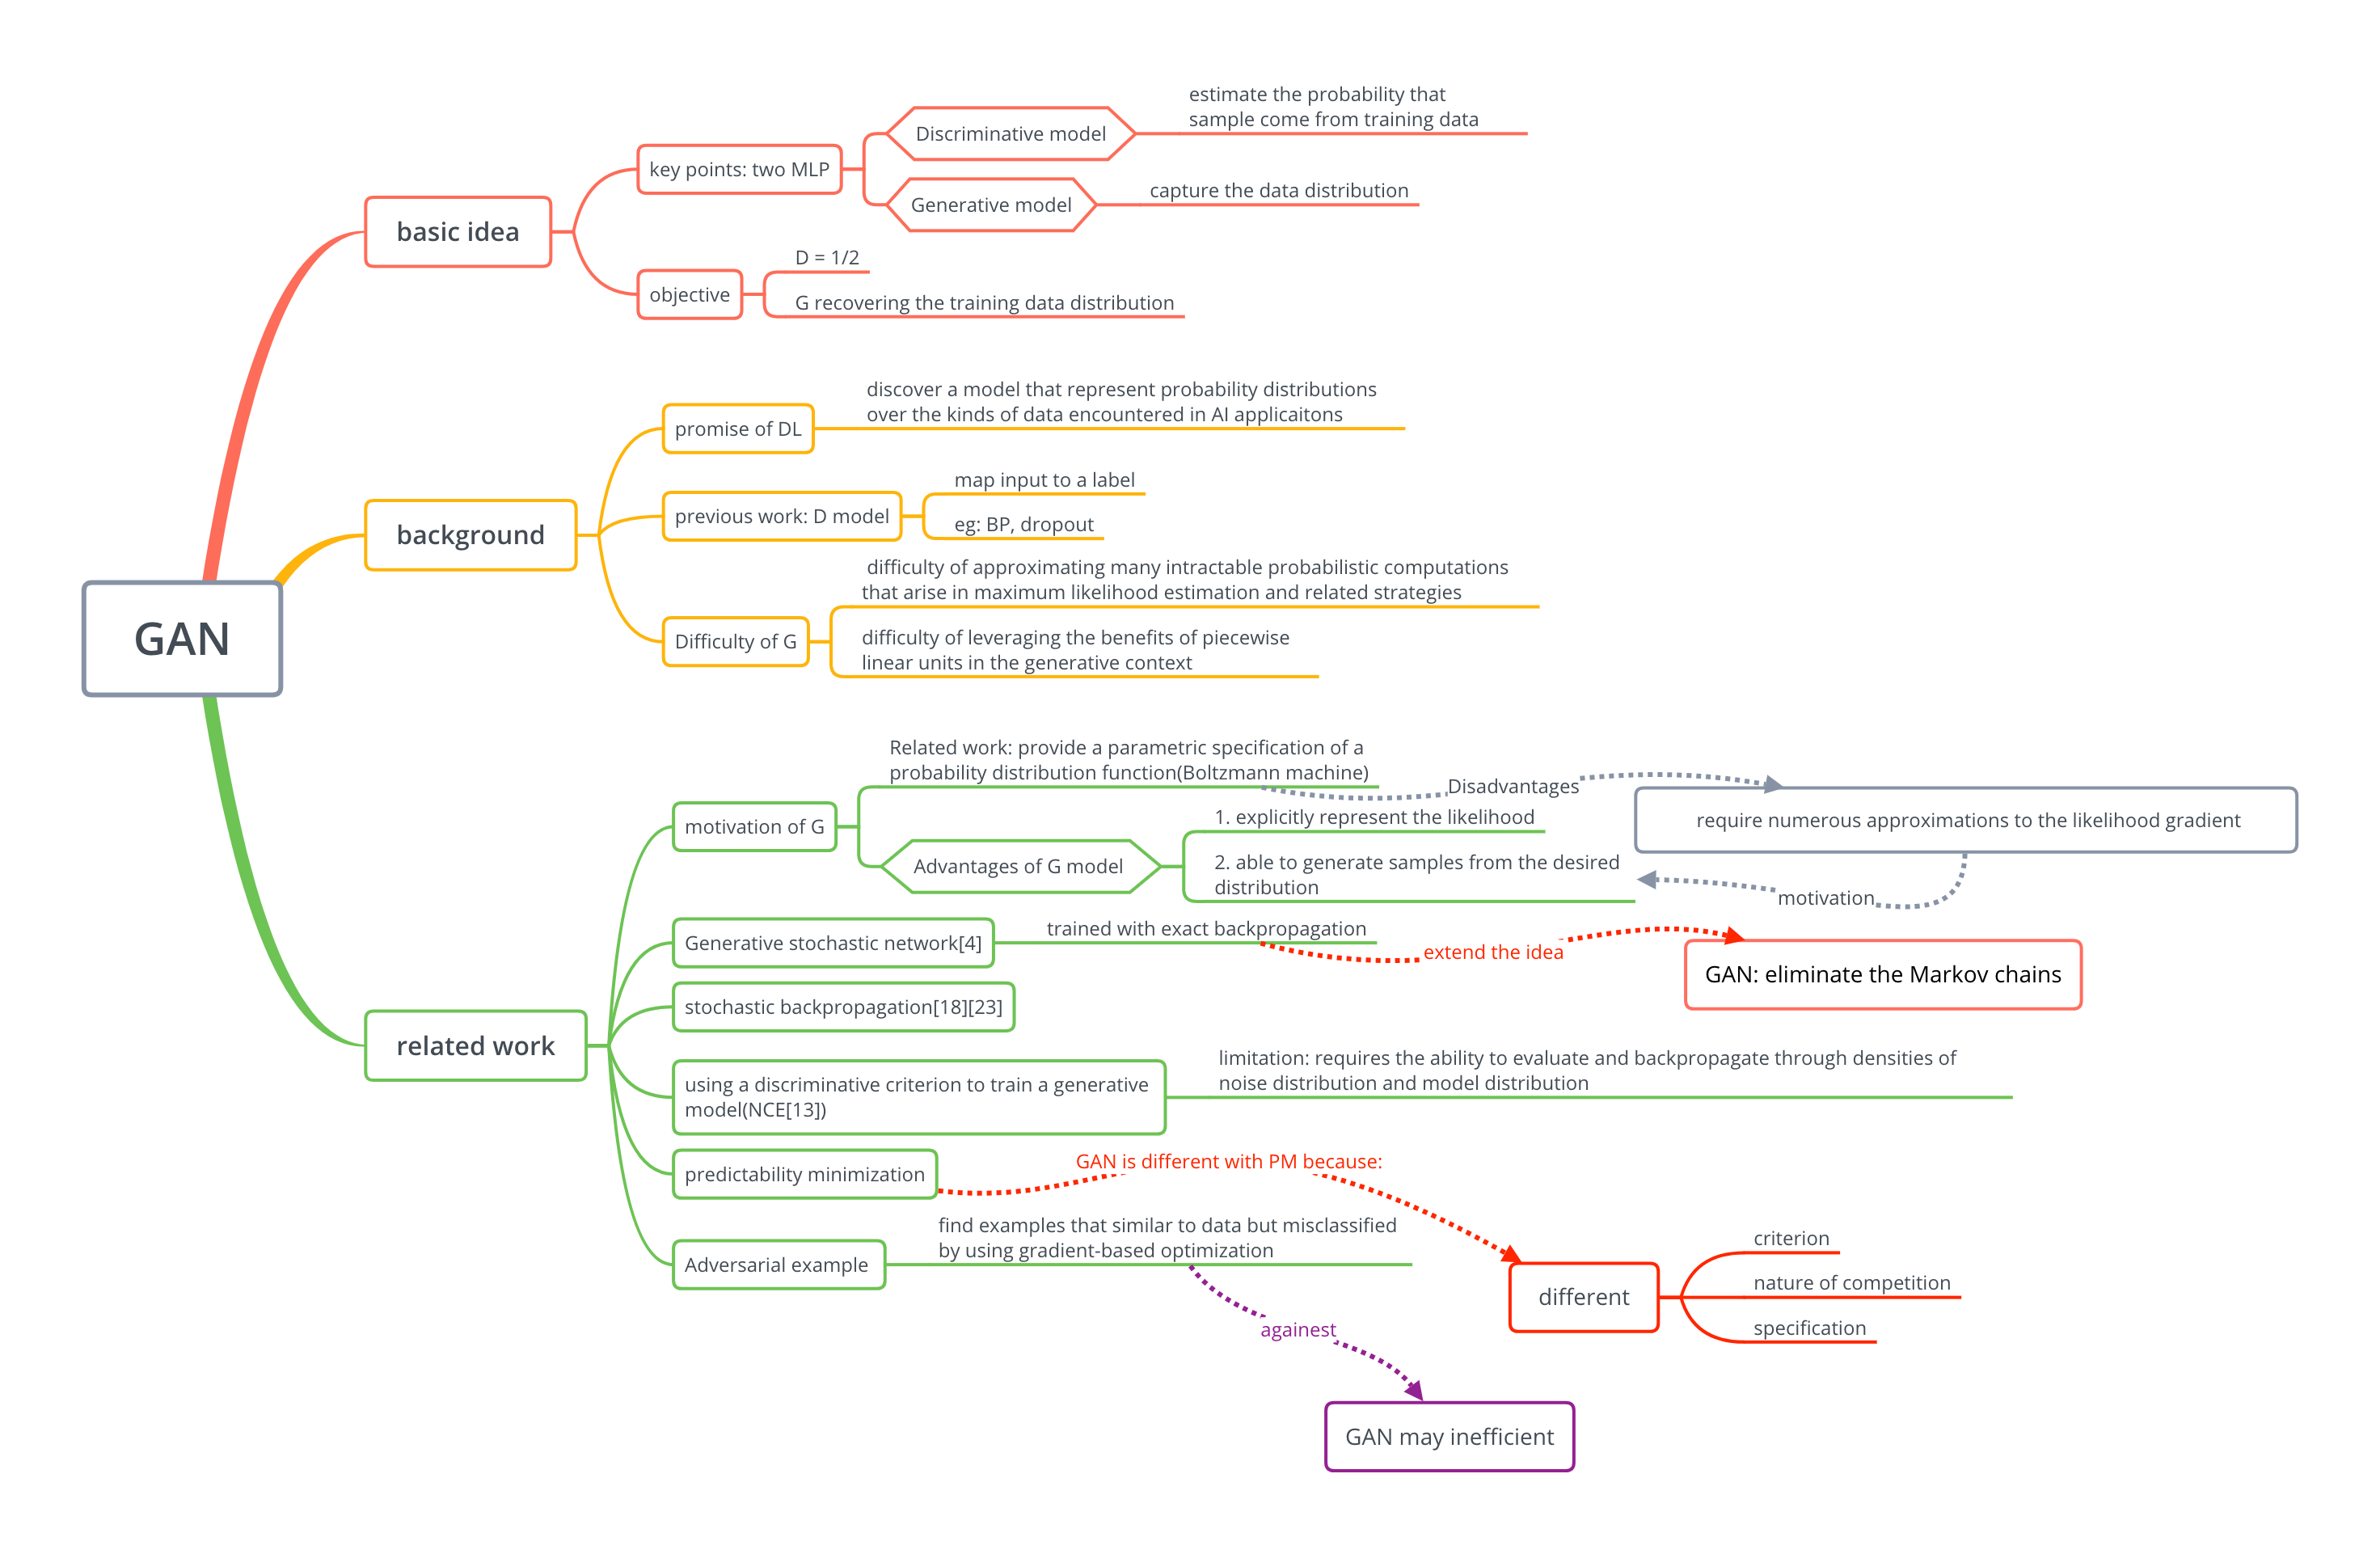 estimate the probability that
sample come from training data
Discriminative model
key points: two MLP
capture the data distribution
Generative model
basic idea
D = 1/2
objective
G recovering the training data distribution
discover a model that represent probability distributions
over the kinds of data encountered in AI applicaitons
promise of DL
map input to a label
previous work: D model
eg: BP, dropout
background
difficulty of approximating many intractable probabilistic computations
that arise in maximum likelihood estimation and related strategies
Difficulty of G
difficulty of leveraging the benefits of piecewise
linear units in the generative context
GAN
Related work: provide a parametric specification of a
probability distribution function(Boltzmann machine)
Disadvantages
require numerous approximations to the likelihood gradient
motivation of G
1. explicitly represent the likelihood
Advantages of G model
2. able to generate samples from the desired
distribution
motivation
Generative stochastic network[4]
trained with exact backpropagation
extend the idea
GAN: eliminate the Markov chains
stochastic backpropagation[18][23]
related work
using a discriminative criterion to train a generative
model(NCE[13])
limitation: requires the ability to evaluate and backpropagate through densities of
noise distribution and model distribution
predictability minimization
GAN is different with PM because:
find examples that similar to data but misclassified
by using gradient-based optimization
Adversarial example
different
criterion
nature of competition
specification
againest
GAN may inefficient